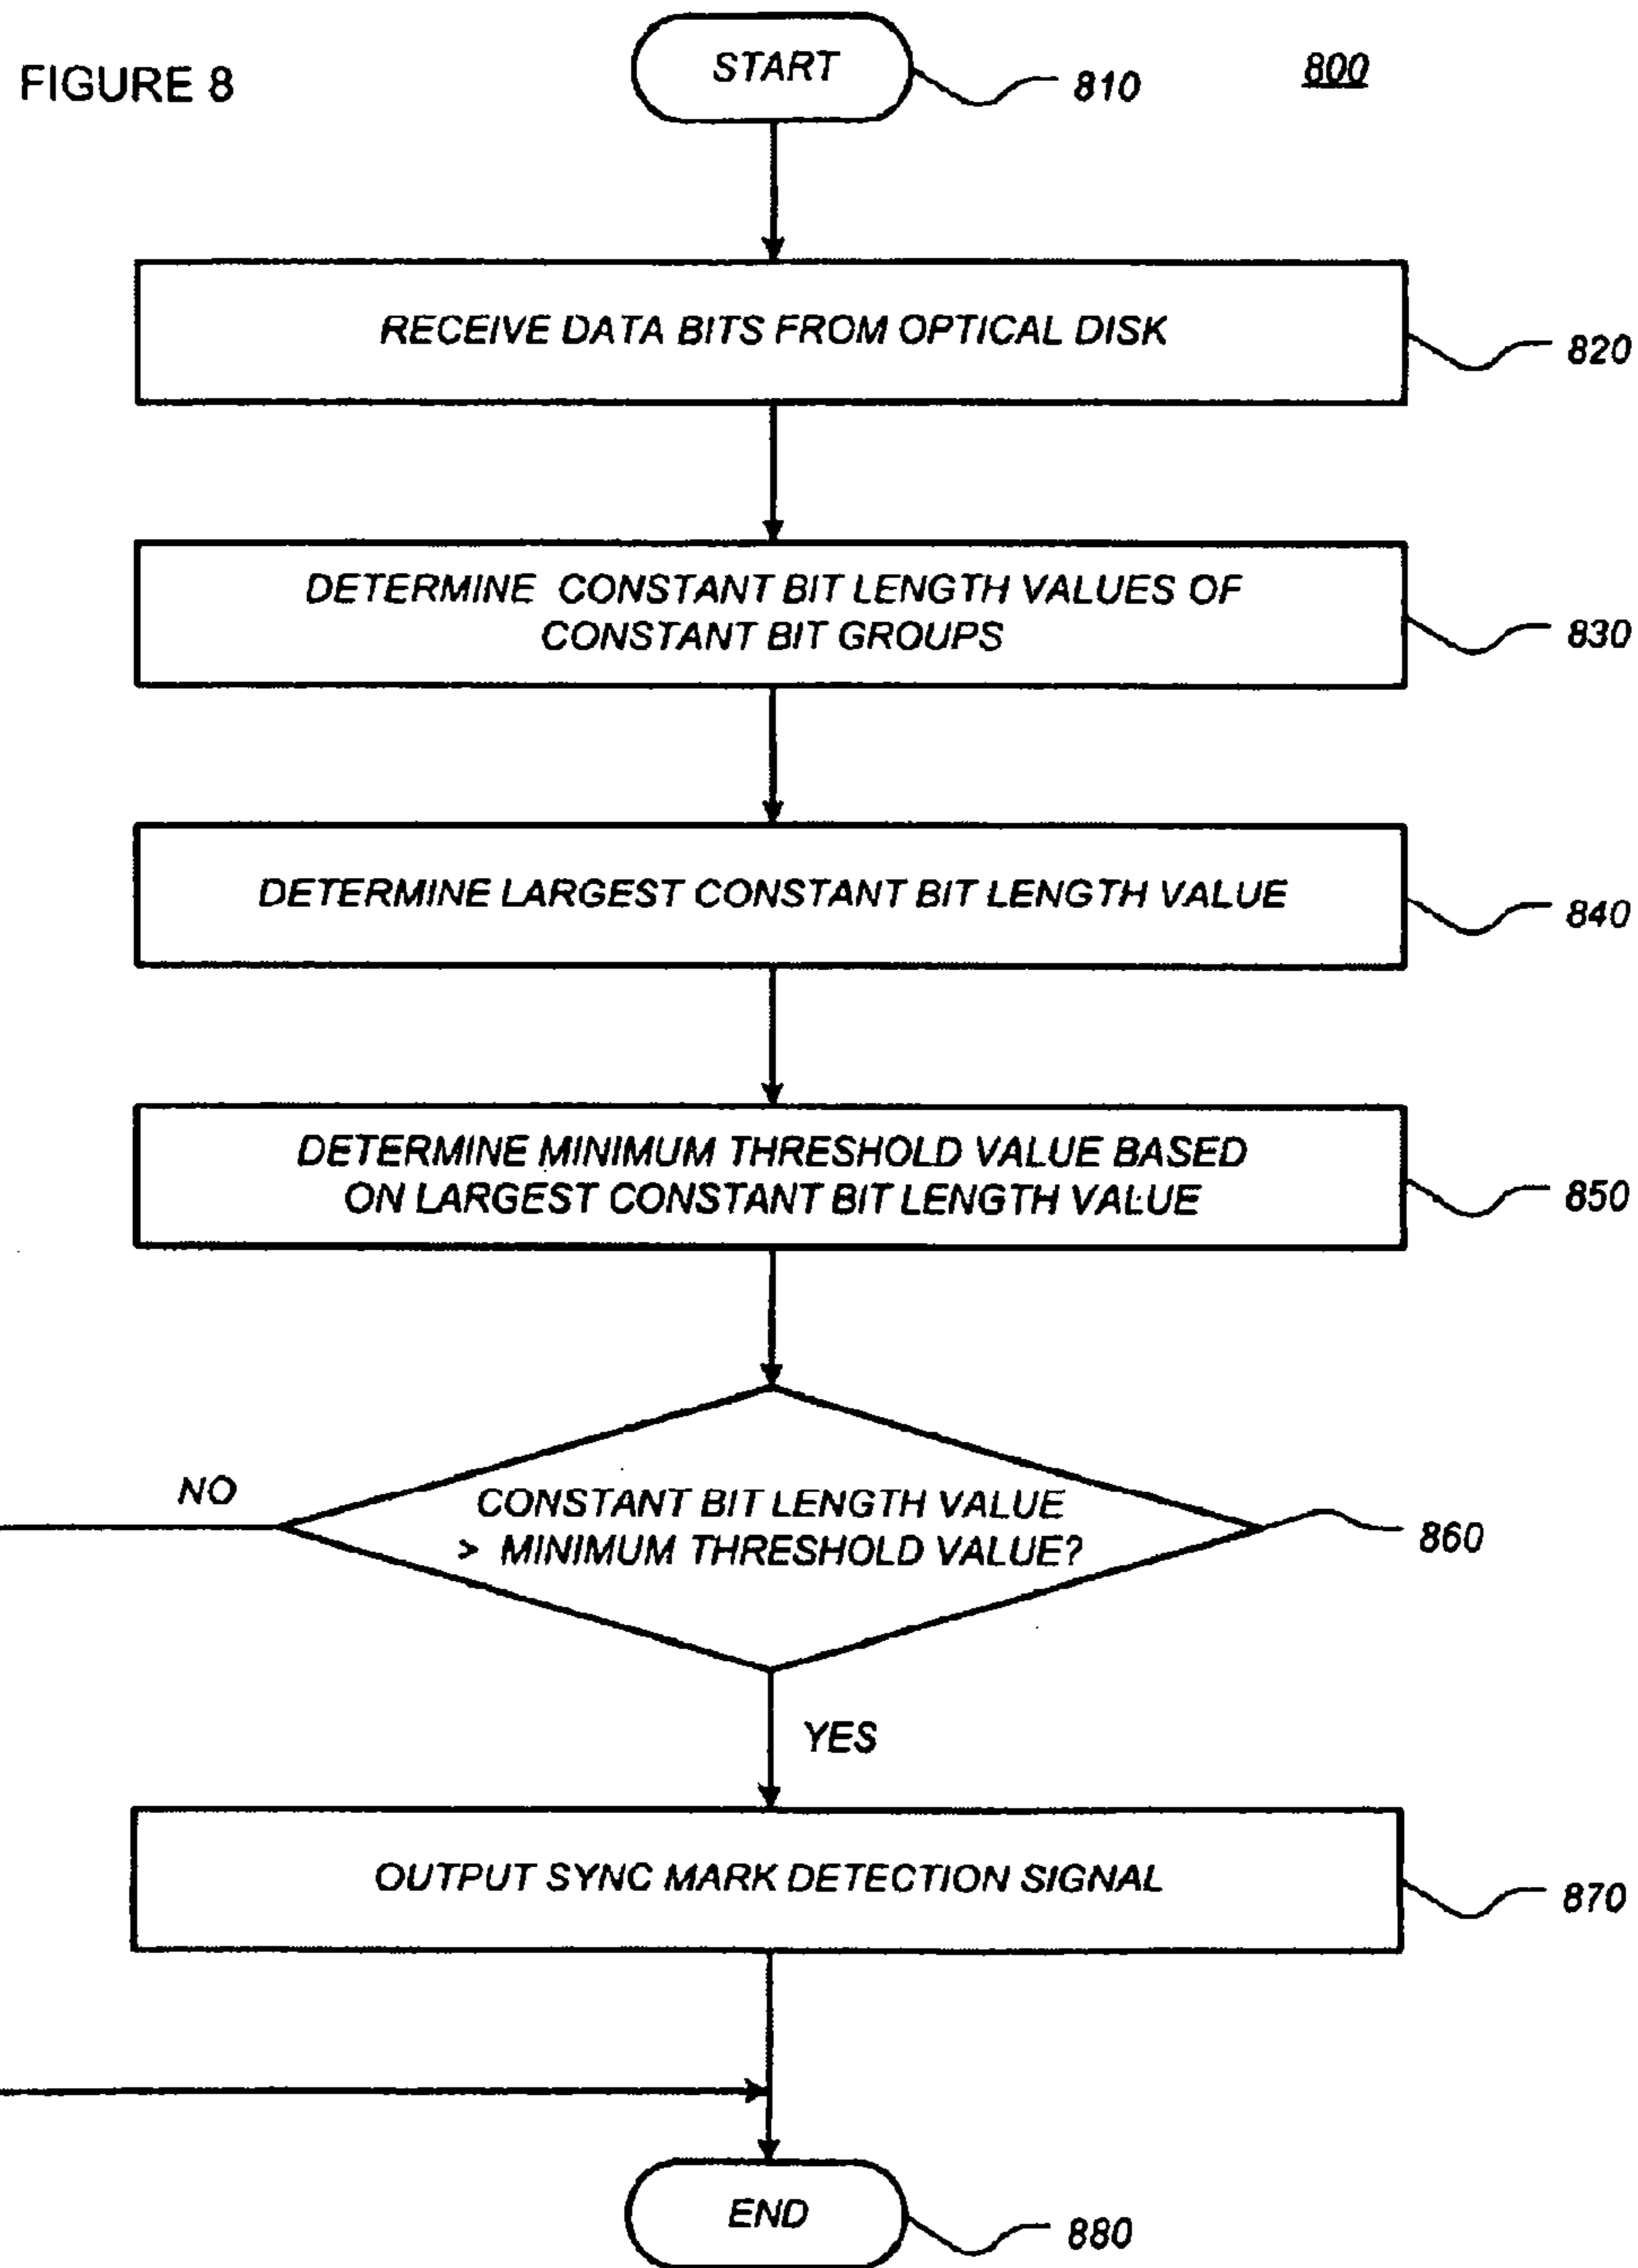 FIGURE 8
START
810
800
RECEIVE DATA BITS FROM OPTICAL DISK
820
DETERMINE CONSTANT BIT LENGTH VALUES OF
CONSTANT BIT GROUPS
830
DETERMINE LARGEST CONSTANT BIT LENGTH VALUE
840
DETERMINE MINIMUM THRESHOLD VALUE BASED
ON LARGEST CONSTANT BIT LENGTH VALUE
850
NO
CONSTANT BIT LENGTH VALUE
> MINIMUM THRESHOLD VALUE?
860
YES
OUTPUT SYNC MARK DETECTION SIGNAL
870
END
880